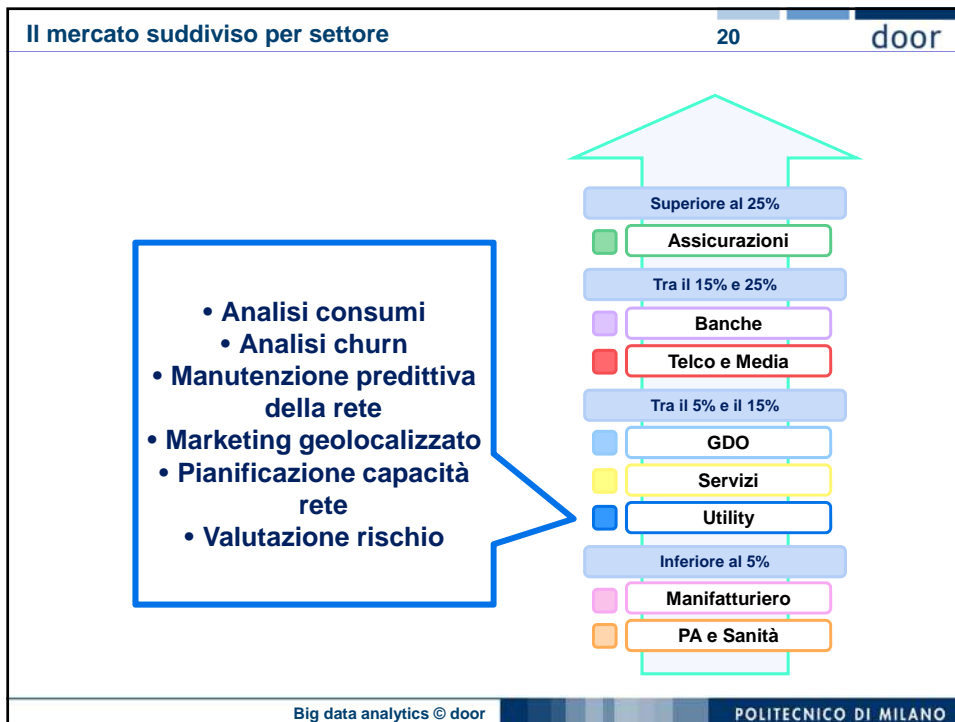 Il mercato suddiviso per settore
20
door
Superiore al 25%
Assicurazioni
Tra il 15% e 25%
Banche
Telco e Media
Tra il 5% e il 15%
GDO
Servizi
Utility
Inferiore al 5%
Manifatturiero
PA e Sanità
• Analisi consumi
• Analisi churn
• Manutenzione predittiva
della rete
• Marketing geolocalizzato
• Pianificazione capacità
rete
• Valutazione rischio
Big data analytics © door
POLITECNICO DI MILANO